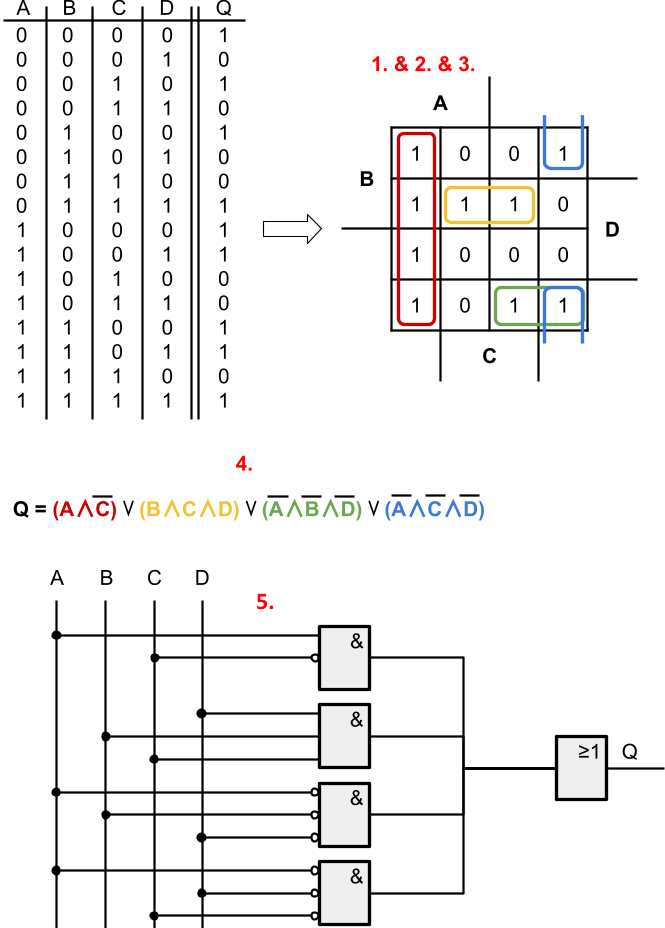 A B C D Q
0 0 0 0 1
0 0 0 1 0
0 0 1 0 1
0 0 1 1 0
0 1 0 0 1
0 1 0 1 0
0 1 1 0 0
0 1 1 1 1
1 0 0 0 1
1 0 0 1 1
1 0 1 0 0
1 0 1 1 0
1 1 0 0 1
1 1 0 1 1
1 1 1 0 0
1 1 1 1 1
1. & 2. & 3.
A
1 0 0 1
B
1 1 1 0
D
1 0 0 0
1 0 1 1
C
4.
Q = (A∧C̅) ∨ (B∧C∧D) ∨ (A̅∧B̅∧D̅) ∨ (A̅∧C̅∧D̅)
A B C D
5.
&
&
&
&
≥1 Q